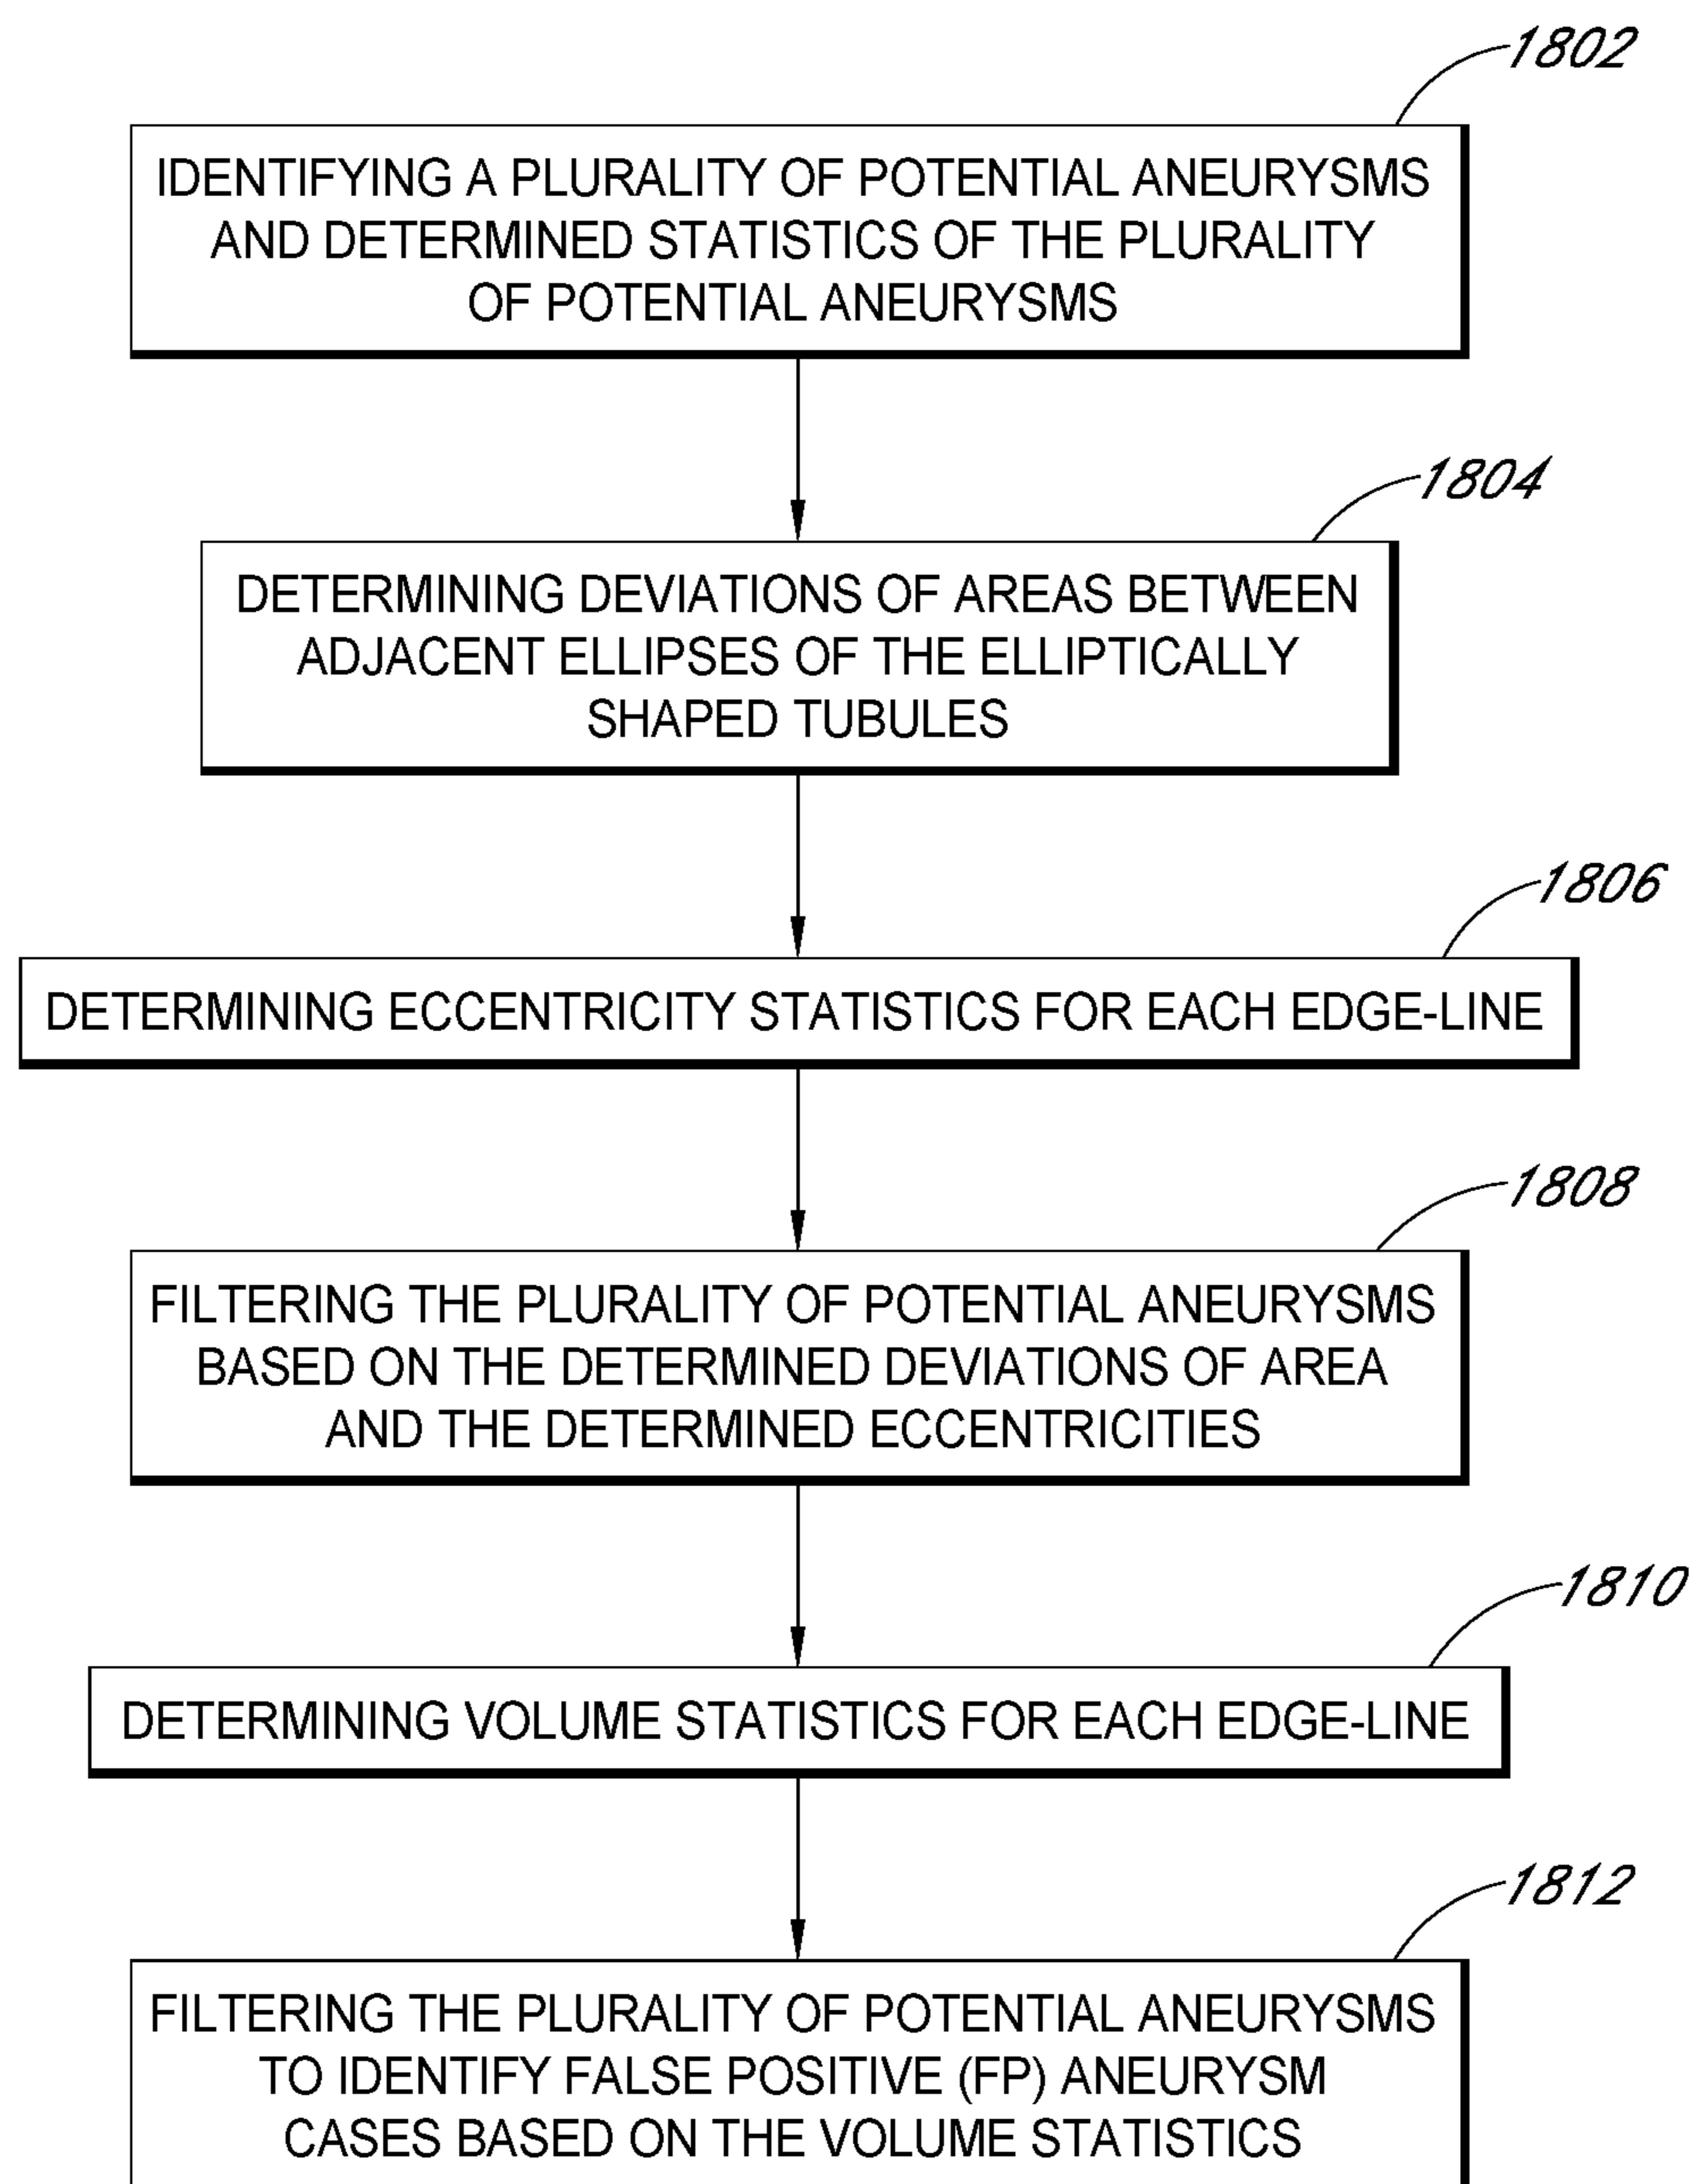 1802
IDENTIFYING A PLURALITY OF POTENTIAL ANEURYSMS
AND DETERMINED STATISTICS OF THE PLURALITY
OF POTENTIAL ANEURYSMS
1804
DETERMINING DEVIATIONS OF AREAS BETWEEN
ADJACENT ELLIPSES OF THE ELLIPTICALLY
SHAPED TUBULES
1806
DETERMINING ECCENTRICITY STATISTICS FOR EACH EDGE-LINE
1808
FILTERING THE PLURALITY OF POTENTIAL ANEURYSMS
BASED ON THE DETERMINED DEVIATIONS OF AREA
AND THE DETERMINED ECCENTRICITIES
1810
DETERMINING VOLUME STATISTICS FOR EACH EDGE-LINE
1812
FILTERING THE PLURALITY OF POTENTIAL ANEURYSMS
TO IDENTIFY FALSE POSITIVE (FP) ANEURYSM
CASES BASED ON THE VOLUME STATISTICS